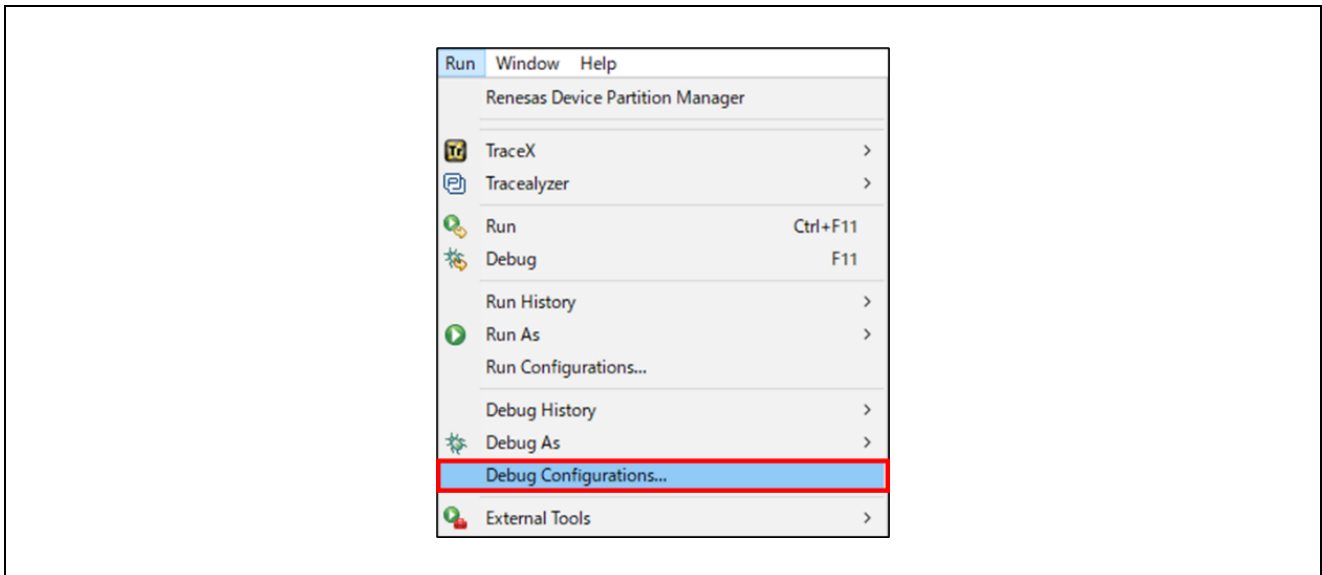 Run Window Help
Renesas Device Partition Manager
Tr TraceX >
Tracealyzer >
Run Ctrl+F11
Debug F11
Run History >
Run As >
Run Configurations...
Debug History >
Debug As >
Debug Configurations...
External Tools >